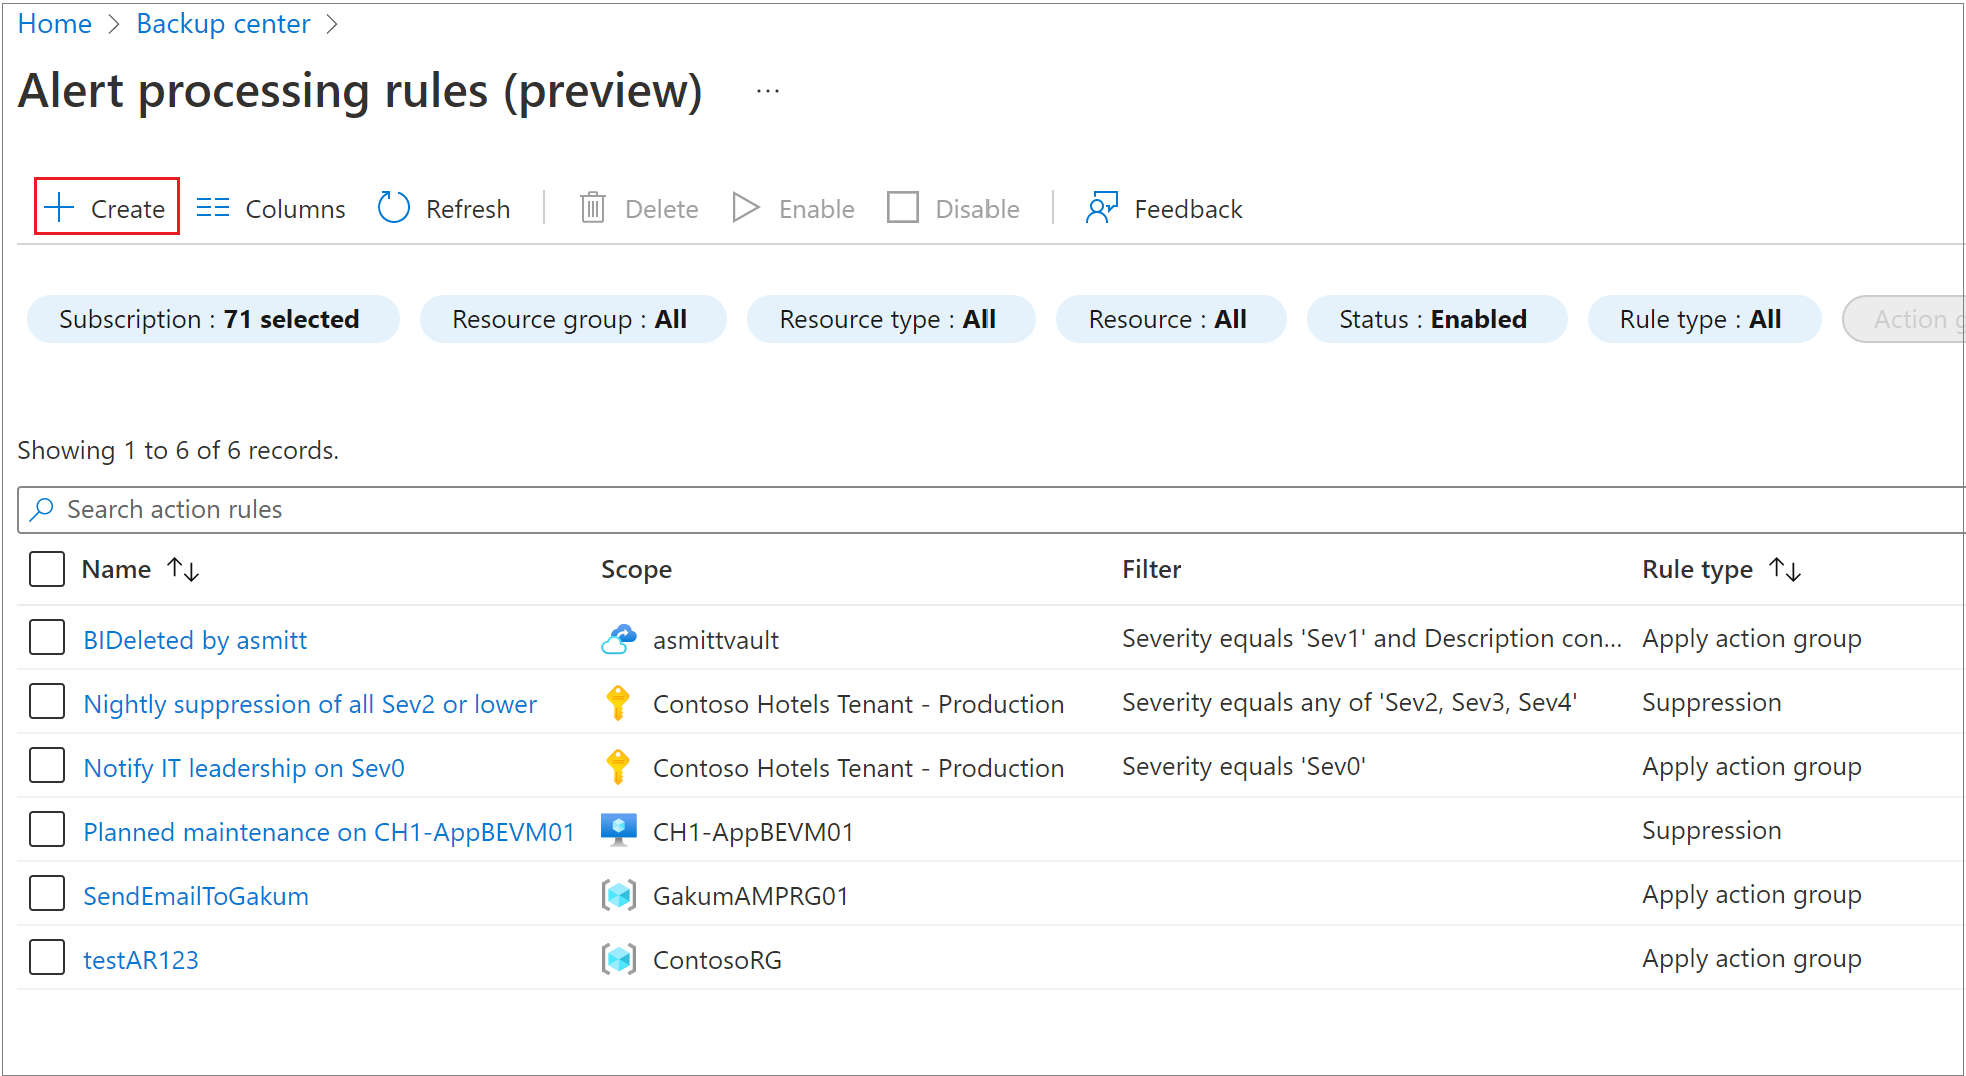 Home > Backup center >
Alert processing rules (preview) ...
+ Create Columns Refresh Delete Enable Disable Feedback
Subscription : 71 selected Resource group : All Resource type : All Resource : All Status : Enabled Rule type : All Action
Showing 1 to 6 of 6 records.
Search action rules
Name ↑↓ Scope Filter Rule type ↑↓
BIDeleted by asmitt asmittvault Severity equals 'Sev1' and Description con... Apply action group
Nightly suppression of all Sev2 or lower Contoso Hotels Tenant - Production Severity equals any of 'Sev2, Sev3, Sev4' Suppression
Notify IT leadership on Sev0 Contoso Hotels Tenant - Production Severity equals 'Sev0' Apply action group
Planned maintenance on CH1-AppBEVM01 CH1-AppBEVM01 Suppression
SendEmailToGakum GakumAMPRG01 Apply action group
testAR123 ContosoRG Apply action group